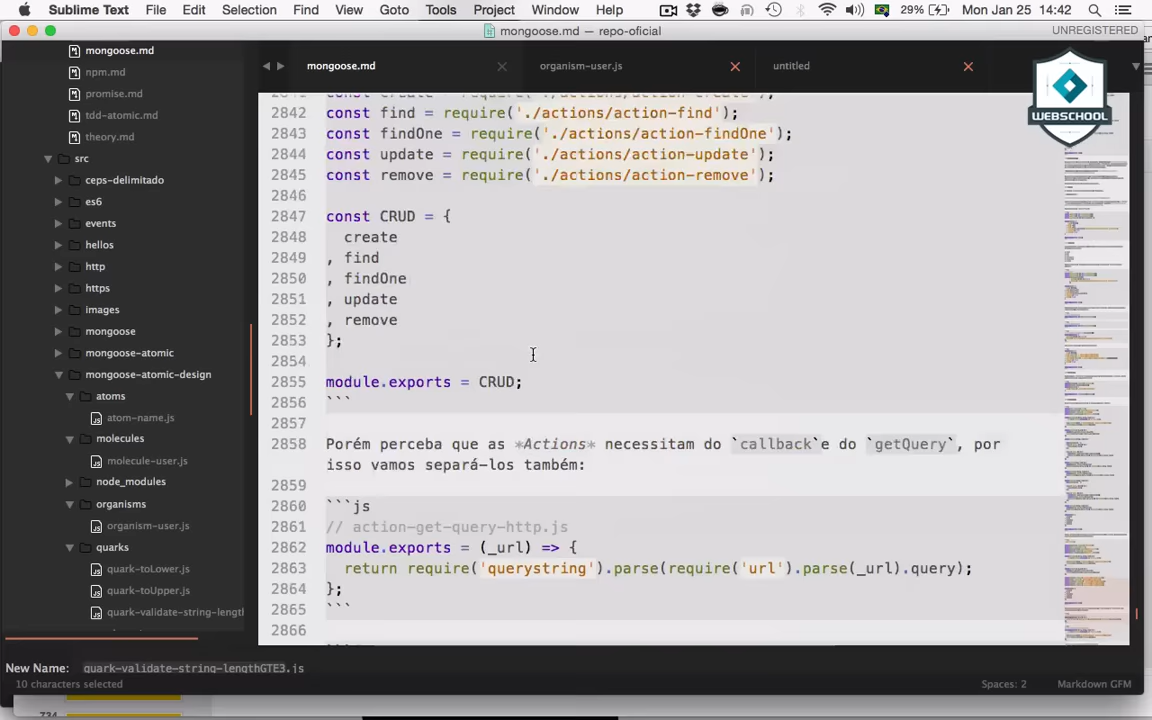 Sublime Text File Edit Selection Find View Goto Tools Project Window Help 29% Mon Jan 25 14:42
mongoose.md — repo-oficial UNREGISTERED
mongoose.md
npm.md
promise.md
tdd-atomic.md
theory.md
src
ceps-delimitado
es6
events
hellos
http
https
images
mongoose
mongoose-atomic
mongoose-atomic-design
atoms
atom-name.js
molecules
molecule-user.js
node_modules
organisms
organism-user.js
quarks
quark-toLower.js
quark-toUpper.js
quark-validate-string-length
mongoose.md organism-user.js untitled
WEBSCHOOL
2842 const find = require('./actions/action-find');
2843 const findOne = require('./actions/action-findOne');
2844 const update = require('./actions/action-update');
2845 const remove = require('./actions/action-remove');
2846
2847 const CRUD = {
2848 create
2849 , find
2850 , findOne
2851 , update
2852 , remove
2853 };
2854
2855 module.exports = CRUD;
2856 ```
2857
2858 Porém perceba que as *Actions* necessitam do `callback`e do `getQuery`, por
isso vamos separá-los também:
2859
2860 ```js
2861 // action-get-query-http.js
2862 module.exports = (_url) => {
2863 return require('querystring').parse(require('url').parse(_url).query);
2864 };
2865 ```
2866
New Name: quark-validate-string-lengthGTE3.js
10 characters selected Spaces: 2 Markdown GFM
734